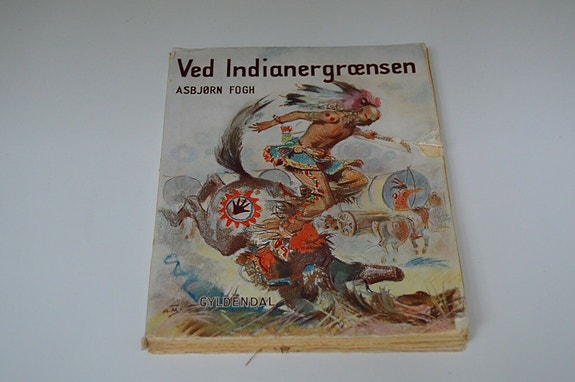 Ved Indianergrænsen
ASBJØRN FOGH
GYLDENDAL